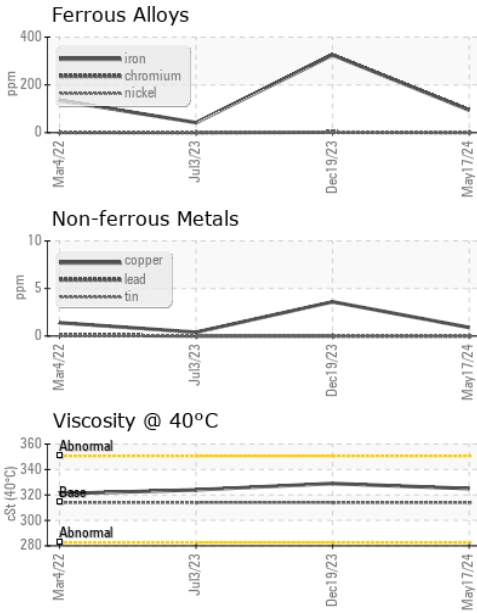 Ferrous Alloys
400
200
0
ppm
iron
chromium
nickel
Mar4/22
Jul3/23
Dec19/23
May17/24
Non-ferrous Metals
10
5
0
ppm
copper
lead
tin
Mar4/22
Jul3/23
Dec19/23
May17/24
Viscosity @ 40°C
360
340
320
300
280
cSt (40°C)
Abnormal
Base
Abnormal
Mar4/22
Jul3/23
Dec19/23
May17/24